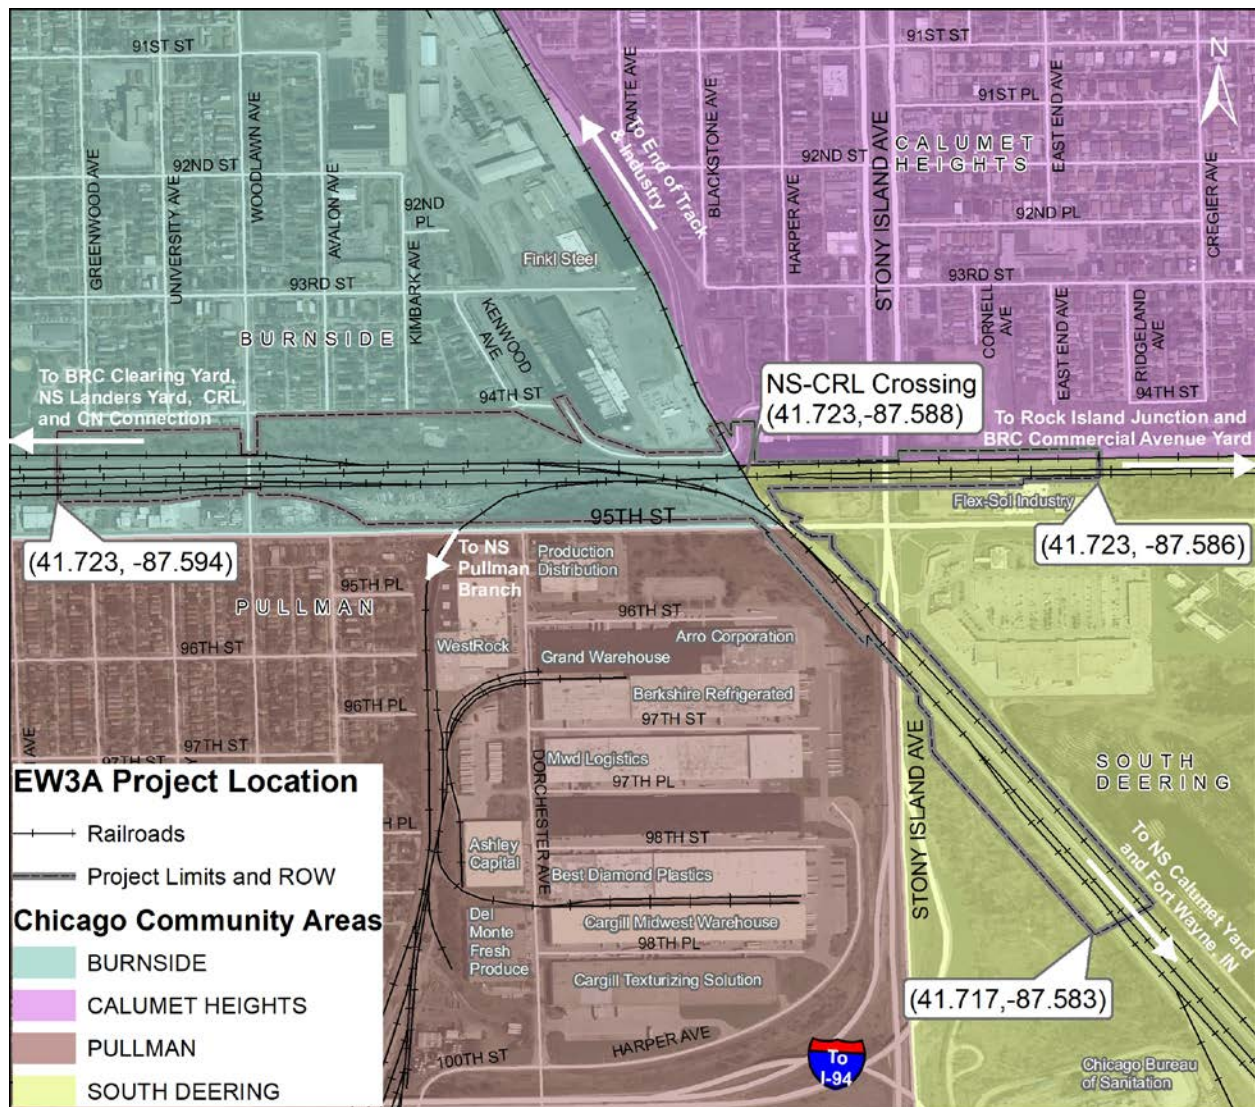 91ST ST
91ST ST
91ST PL
N
GREENWOOD AVE
UNIVERSITY AVE
WOODLAWN AVE
AVALON AVE
92ND ST
92ND
PL
KIMBARK AVE
93RD ST
KENWOOD
AVE
94TH ST
BURNSIDE
Finkl Steel
To End of Track
& Industry
DANTE AVE
BLACKSTONE AVE
92ND ST
HARPER AVE
STONY ISLAND AVE
CALUMET
HEIGHTS
EAST END AVE
CREGIER AVE
92ND PL
93RD ST
CORNELL
AVE
EAST END AVE
RIDGELAND
AVE
94TH ST
To BRC Clearing Yard,
NS Landers Yard, CRL,
and CN Connection
NS-CRL Crossing
(41.723,-87.588)
To Rock Island Junction and
BRC Commercial Avenue Yard
Flex-Sol Industry
95TH ST
(41.723, -87.594)
(41.723, -87.586)
To NS
Pullman
Branch
Production
Distribution
95TH PL
PULLMAN
96TH ST
96TH ST
WestRock
Arro Corporation
Grand Warehouse
Berkshire Refrigerated
96TH PL
97TH ST
97TH ST
Mwd Logistics
97TH PL
DORCHESTER AVE
STONY ISLAND AVE
SOUTH
DEERING
98TH ST
Ashley
Capital
Best Diamond Plastics
Cargill Midwest Warehouse
98TH PL
Del
Monte
Fresh
Produce
Cargill Texturizing Solution
HARPER AVE
100TH ST
To
I-94
To NS Calumet Yard
and Fort Wayne, IN
(41.717,-87.583)
Chicago Bureau
of Sanitation
EW3A Project Location
Railroads
Project Limits and ROW
Chicago Community Areas
BURNSIDE
CALUMET HEIGHTS
PULLMAN
SOUTH DEERING